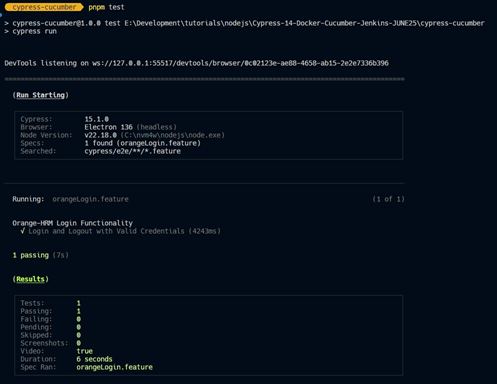 cypress-cucumber pnpm test
> cypress-cucumber@1.0.0 test E:\Development\tutorials\nodejs\Cypress-14-Docker-Cucumber-Jenkins-JUNE25\cypress-cucumber
> cypress run
DevTools listening on ws://127.0.0.1:55517/devtools/browser/0c02123e-ae88-4658-ab15-2e2e7336b396
(Run Starting)
Cypress: 15.1.0
Browser: Electron 136 (headless)
Node Version: v22.18.0 (C:\nvm4w\nodejs\node.exe)
Specs: 1 found (orangeLogin.feature)
Searched: cypress/e2e/**/*.feature
Running: orangeLogin.feature (1 of 1)
Orange-HRM Login Functionality
√ Login and Logout with Valid Credentials (4243ms)
1 passing (7s)
(Results)
Tests: 1
Passing: 1
Failing: 0
Pending: 0
Skipped: 0
Screenshots: 0
Video: true
Duration: 6 seconds
Spec Ran: orangeLogin.feature